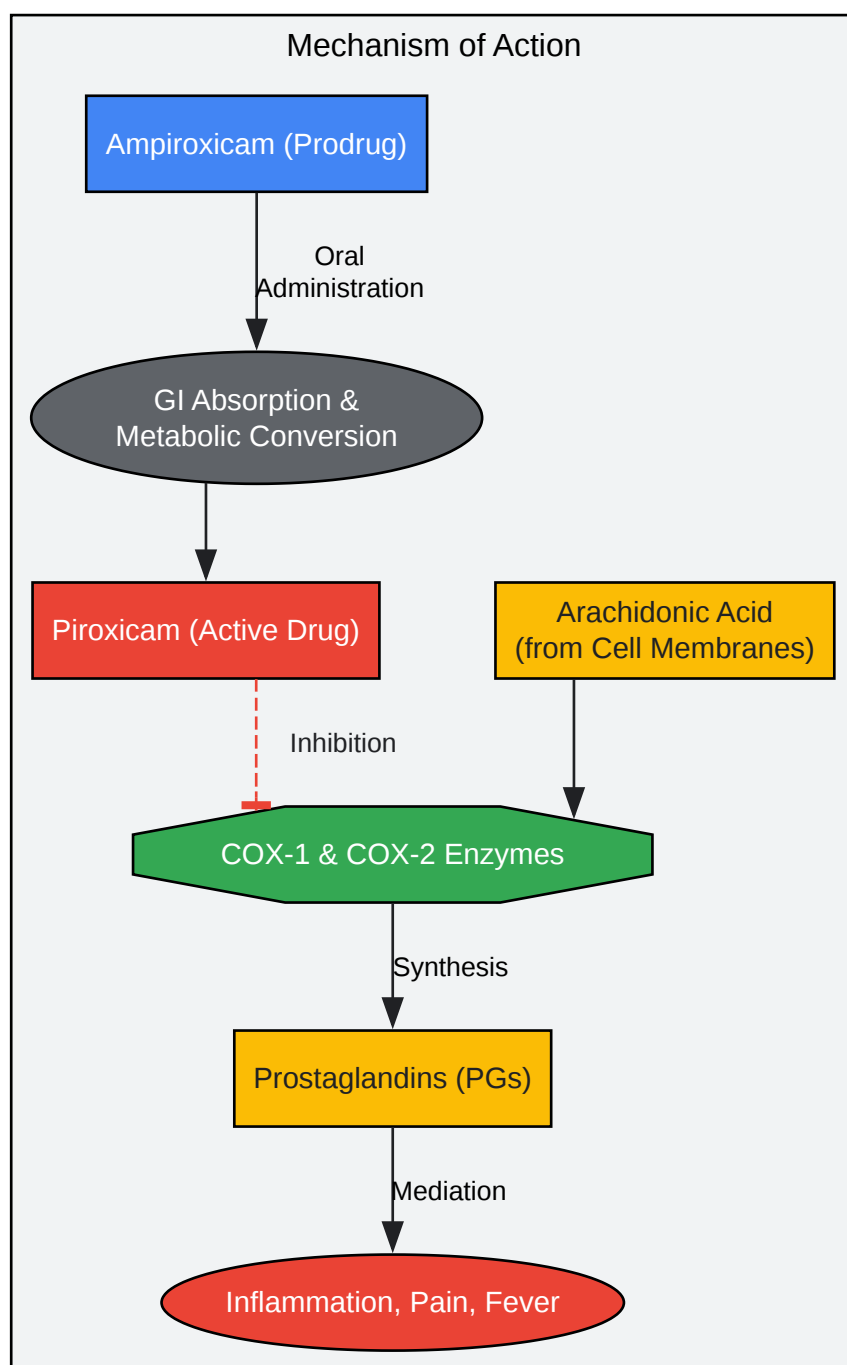 Mechanism of Action
Ampiroxicam (Prodrug)
Oral
Administration
GI Absorption &
Metabolic Conversion
Piroxicam (Active Drug)
Arachidonic Acid
(from Cell Membranes)
Inhibition
COX-1 & COX-2 Enzymes
Synthesis
Prostaglandins (PGs)
Mediation
Inflammation, Pain, Fever